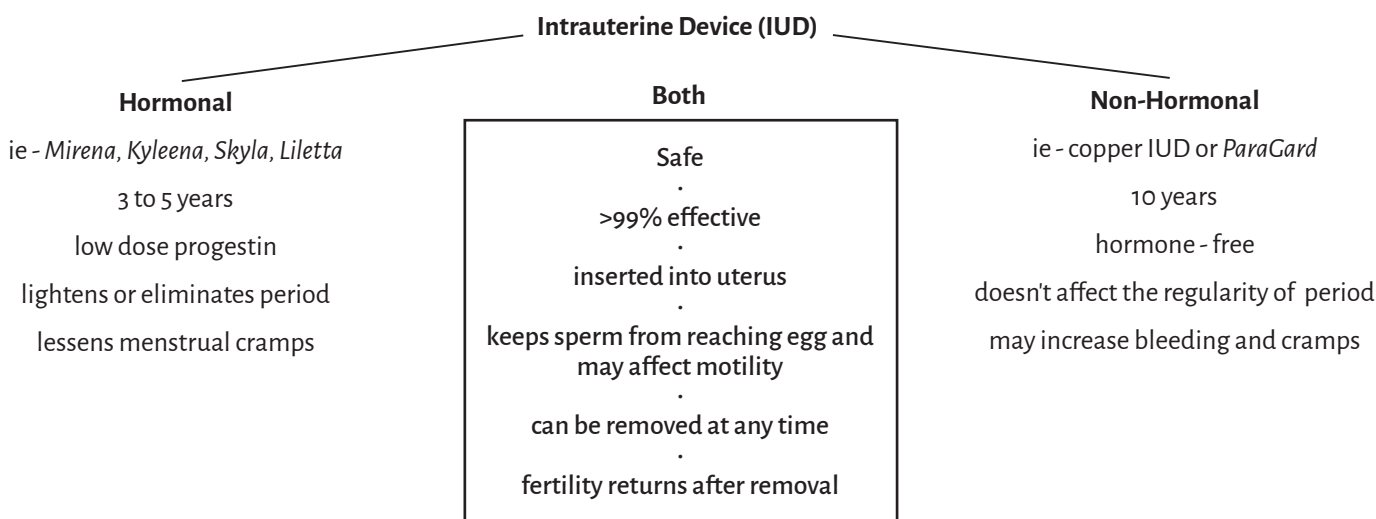 Intrauterine Device (IUD)
Hormonal
ie - Mirena, Kyleena, Skyla, Liletta
3 to 5 years
low dose progestin
lightens or eliminates period
lessens menstrual cramps
Both
Safe
·
>99% effective
·
inserted into uterus
·
keeps sperm from reaching egg and
may affect motility
·
can be removed at any time
·
fertility returns after removal
Non-Hormonal
ie - copper IUD or ParaGard
10 years
hormone - free
doesn't affect the regularity of period
may increase bleeding and cramps